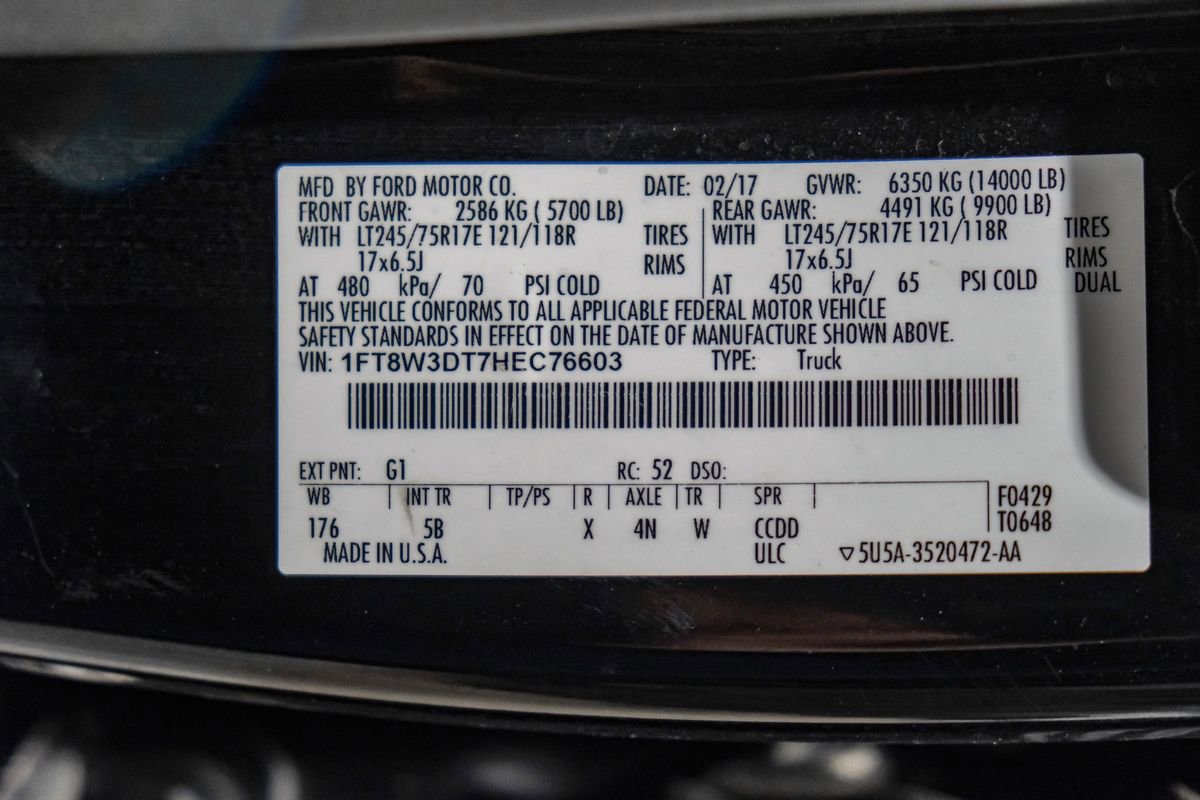 MFD BY FORD MOTOR CO. DATE: 02/17 GVWR: 6350 KG (14000 LB)
FRONT GAWR: 2586 KG ( 5700 LB) REAR GAWR: 4491 KG ( 9900 LB)
WITH LT245/75R17E 121/118R TIRES WITH LT245/75R17E 121/118R TIRES
17x6.5J RIMS 17x6.5J RIMS
AT 480 kPa/ 70 PSI COLD AT 450 kPa/ 65 PSI COLD DUAL
THIS VEHICLE CONFORMS TO ALL APPLICABLE FEDERAL MOTOR VEHICLE
SAFETY STANDARDS IN EFFECT ON THE DATE OF MANUFACTURE SHOWN ABOVE.
VIN: 1FT8W3DT7HEC76603 TYPE: Truck
EXT PNT: G1 RC: 52 DSO:
WB INT TR TP/PS R AXLE TR SPR F0429
176 5B X 4N W CCDD T0648
MADE IN U.S.A. ULC ▽5U5A-3520472-AA